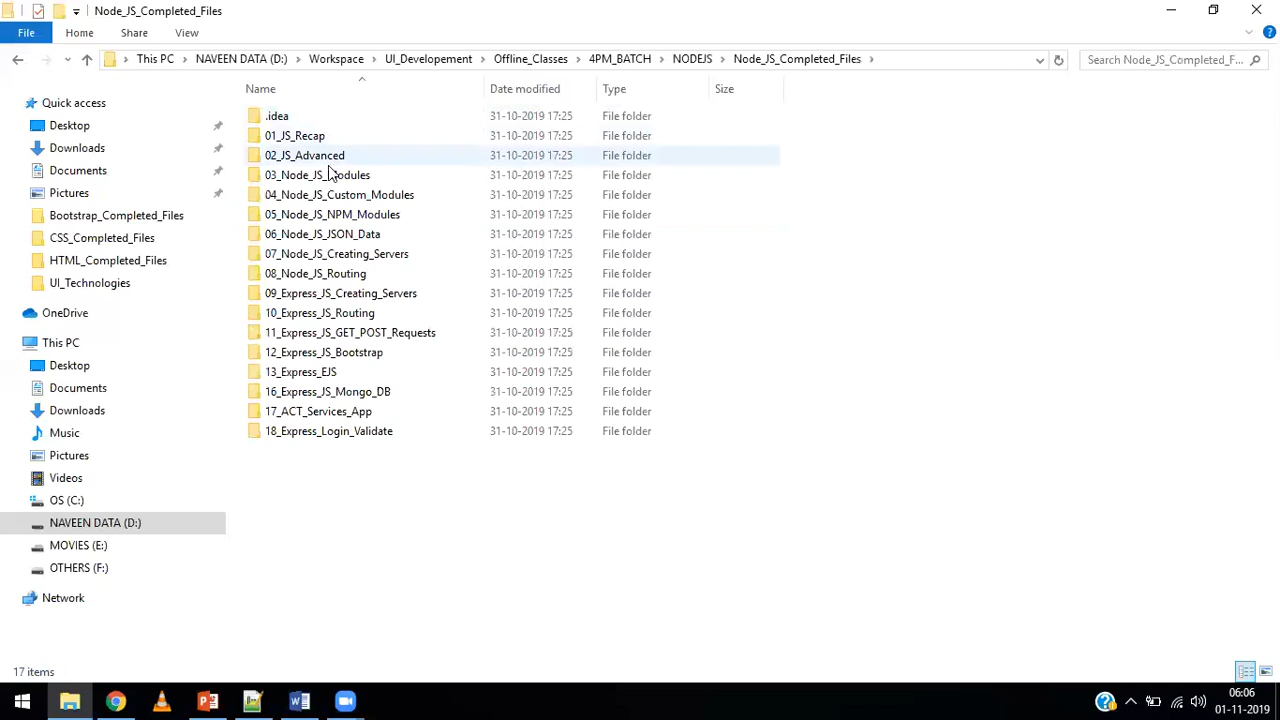 Node_JS_Completed_Files
File Home Share View
This PC NAVEEN DATA (D:) Workspace UI_Developement Offline_Classes 4PM_BATCH NODEJS Node_JS_Completed_Files Search Node_JS_Completed_F...
Name Date modified Type Size
Quick access
Desktop
Downloads
Documents
Pictures
Bootstrap_Completed_Files
CSS_Completed_Files
HTML_Completed_Files
UI_Technologies
OneDrive
This PC
Desktop
Documents
Downloads
Music
Pictures
Videos
OS (C:)
NAVEEN DATA (D:)
MOVIES (E:)
OTHERS (F:)
Network
.idea 31-10-2019 17:25 File folder
01_JS_Recap 31-10-2019 17:25 File folder
02_JS_Advanced 31-10-2019 17:25 File folder
03_Node_JS_Modules 31-10-2019 17:25 File folder
04_Node_JS_Custom_Modules 31-10-2019 17:25 File folder
05_Node_JS_NPM_Modules 31-10-2019 17:25 File folder
06_Node_JS_JSON_Data 31-10-2019 17:25 File folder
07_Node_JS_Creating_Servers 31-10-2019 17:25 File folder
08_Node_JS_Routing 31-10-2019 17:25 File folder
09_Express_JS_Creating_Servers 31-10-2019 17:25 File folder
10_Express_JS_Routing 31-10-2019 17:25 File folder
11_Express_JS_GET_POST_Requests 31-10-2019 17:25 File folder
12_Express_JS_Bootstrap 31-10-2019 17:25 File folder
13_Express_EJS 31-10-2019 17:25 File folder
16_Express_JS_Mongo_DB 31-10-2019 17:25 File folder
17_ACT_Services_App 31-10-2019 17:25 File folder
18_Express_Login_Validate 31-10-2019 17:25 File folder
17 items
06:06
01-11-2019